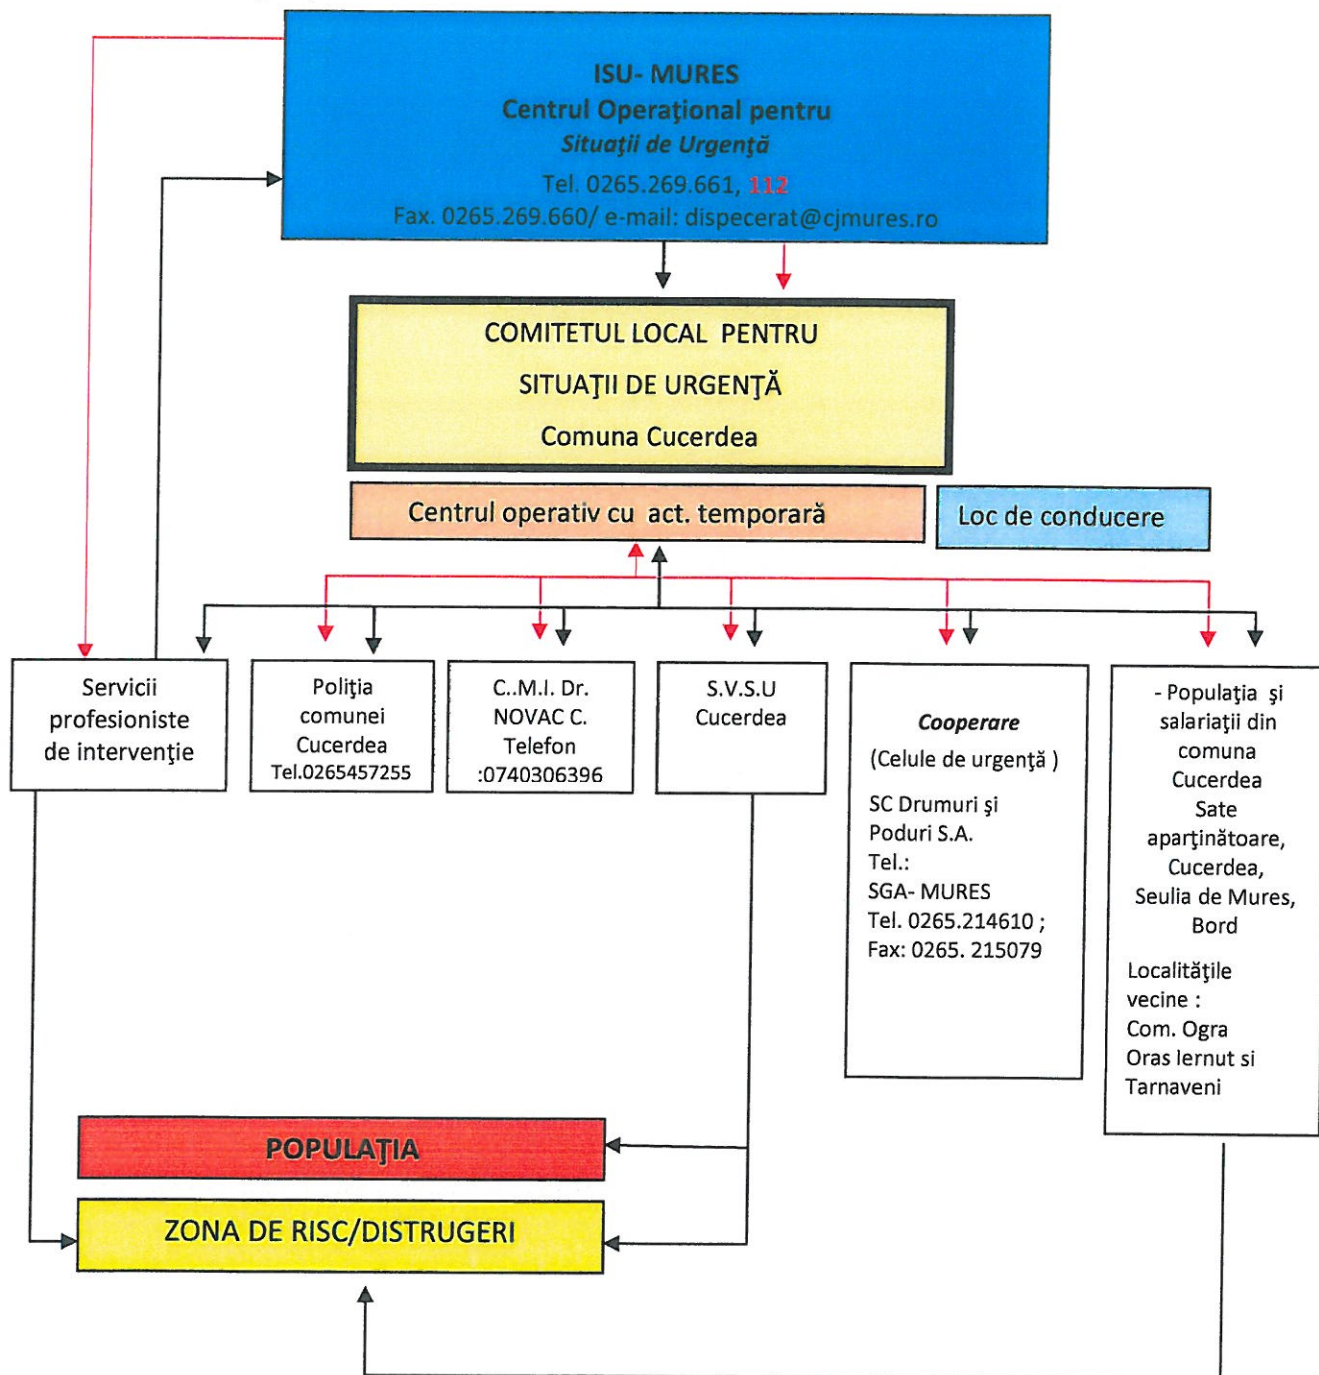 ISU- MURES
Centrul Operaţional pentru
Situaţii de Urgenţă
Tel. 0265.269.661, 112
Fax. 0265.269.660/ e-mail: dispecerat@cjmures.ro
COMITETUL LOCAL PENTRU
SITUAŢII DE URGENŢĂ
Comuna Cucerdea
Centrul operativ cu act. temporară
Loc de conducere
Servicii
profesioniste
de intervenţie
Poliţia
comunei
Cucerdea
Tel.0265457255
C..M.I. Dr.
NOVAC C.
Telefon
:0740306396
S.V.S.U
Cucerdea
Cooperare
(Celule de urgenţă )
SC Drumuri şi
Poduri S.A.
Tel.:
SGA- MURES
Tel. 0265.214610 ;
Fax: 0265. 215079
- Populaţia şi
salariaţii din
comuna
Cucerdea
Sate
aparţinătoare,
Cucerdea,
Seulia de Mures,
Bord
Localităţile
vecine :
Com. Ogra
Oras Iernut si
Tarnaveni
POPULAŢIA
ZONA DE RISC/DISTRUGERI